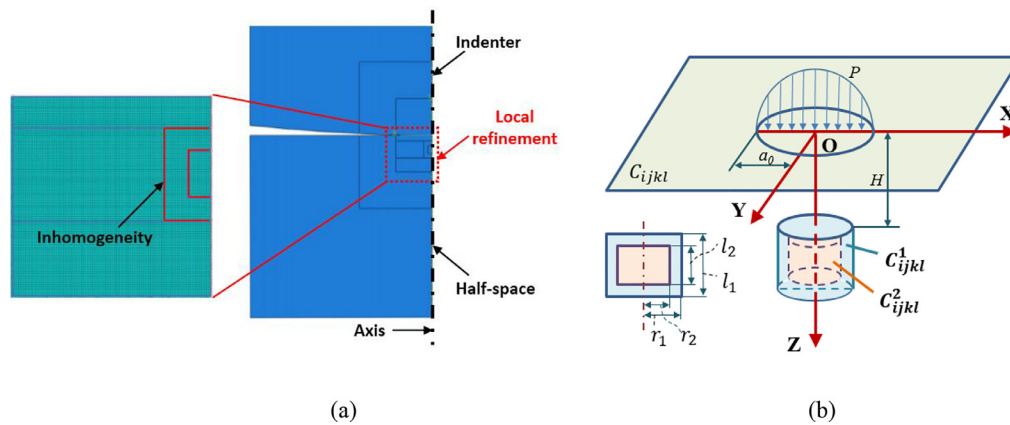 Indenter
Local
refinement
Inhomogeneity
Half-space
Axis
(a)
P
X
O
a₀
Cᵢⱼₖₗ
H
Y
l₂
l₁
C¹ᵢⱼₖₗ
C²ᵢⱼₖₗ
r₁
r₂
Z
(b)